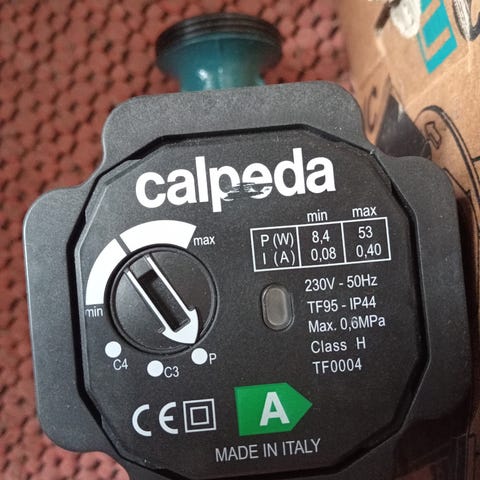 calpeda
min max
P (W) 8,4 53
I (A) 0,08 0,40
max
min
230V - 50Hz
TF95 - IP44
Max. 0,6MPa
Class H
TF0004
C4
C3
P
CE
A
MADE IN ITALY